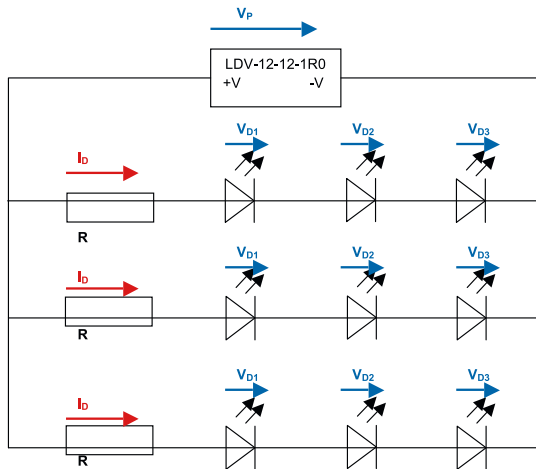 VP
LDV-12-12-1R0
+V -V
VD1 VD2 VD3
ID
R
VD1 VD2 VD3
ID
R
VD1 VD2 VD3
ID
R